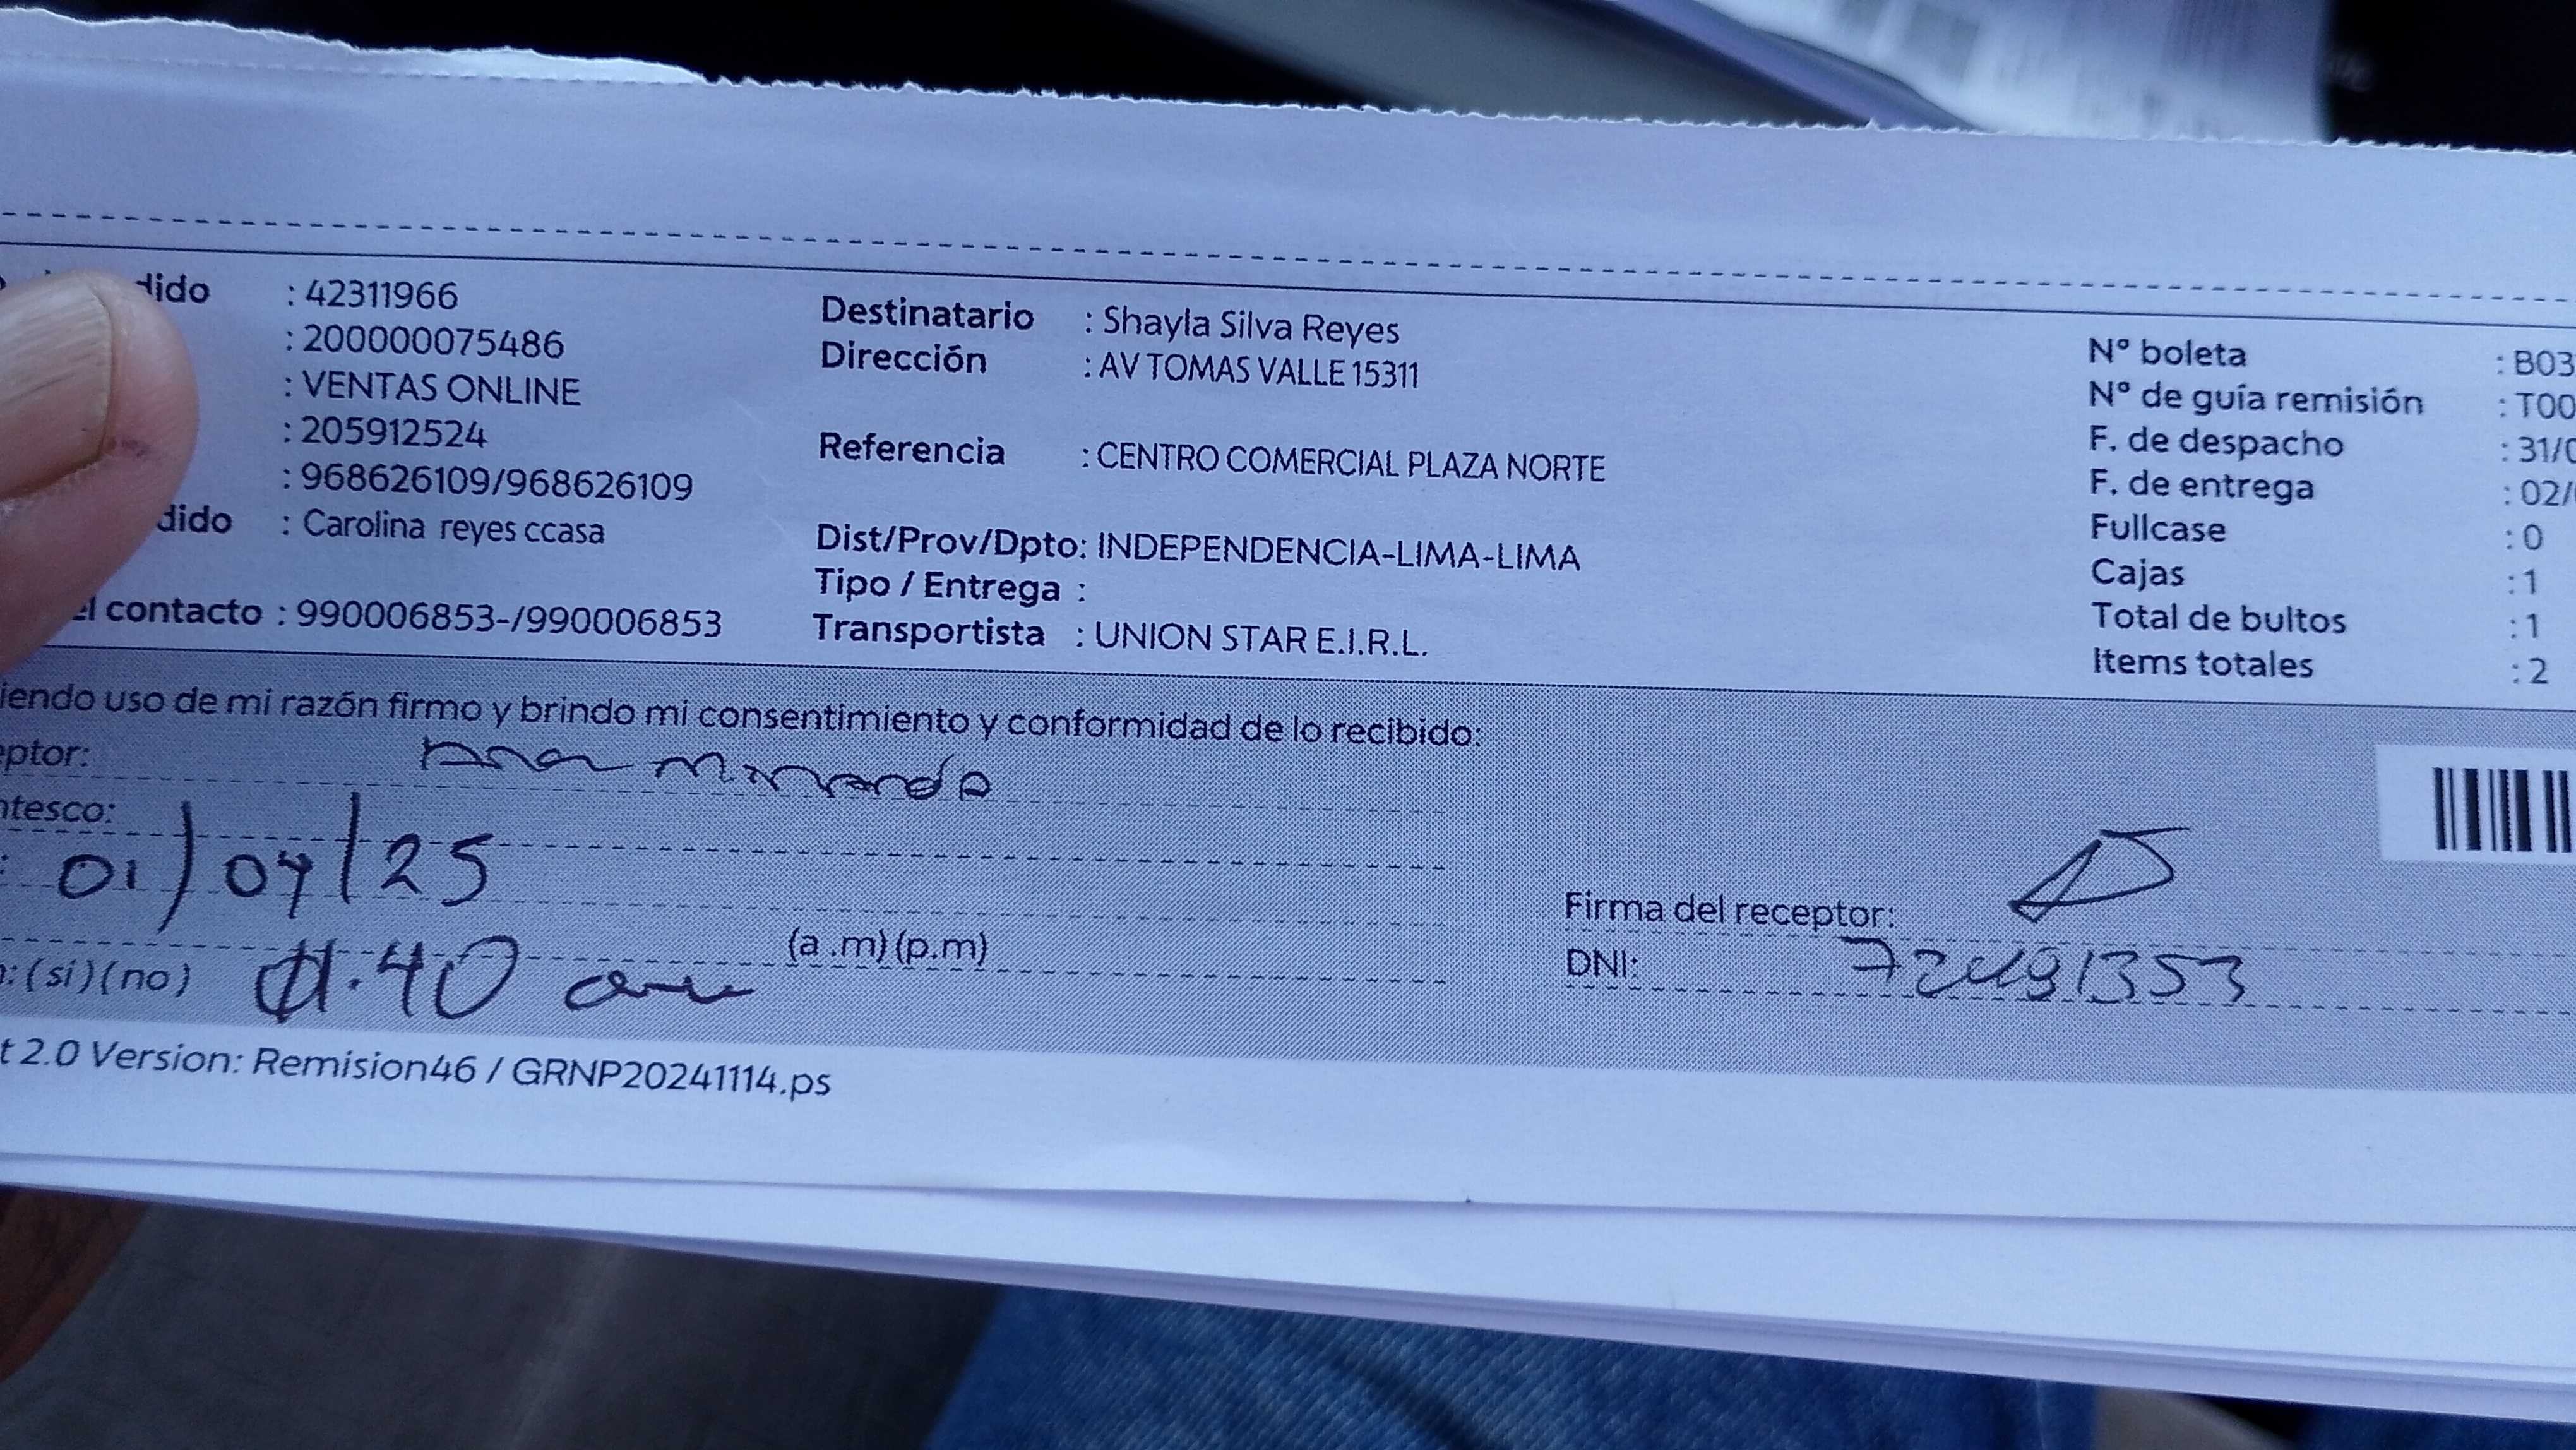 dido : 42311966
: 200000075486
: VENTAS ONLINE
: 205912524
: 968626109/968626109
dido : Carolina reyes ccasa
el contacto : 990006853-/990006853
Destinatario : Shayla Silva Reyes
Dirección : AV TOMAS VALLE 15311
Referencia : CENTRO COMERCIAL PLAZA NORTE
Dist/Prov/Dpto: INDEPENDENCIA-LIMA-LIMA
Tipo / Entrega :
Transportista : UNION STAR E.I.R.L.
Nº boleta : B03
Nº de guía remisión : T00
F. de despacho : 31/0
F. de entrega : 02/
Fullcase : 0
Cajas : 1
Total de bultos : 1
Items totales : 2
iendo uso de mi razón firmo y brindo mi consentimiento y conformidad de lo recibido:
eptor:
ntesco:
: 01/04/25
: (si) (no) 11.40 am (a .m) (p.m)
Firma del receptor:
DNI:
t 2.0 Version: Remision46 / GRNP20241114.ps